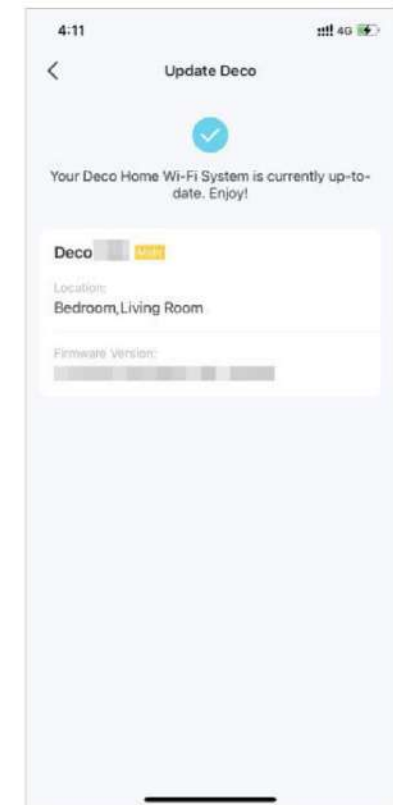 4:11
4G
Update Deco
Your Deco Home Wi-Fi System is currently up-to-
date. Enjoy!
Deco
Location:
Bedroom,Living Room
Firmware Version: